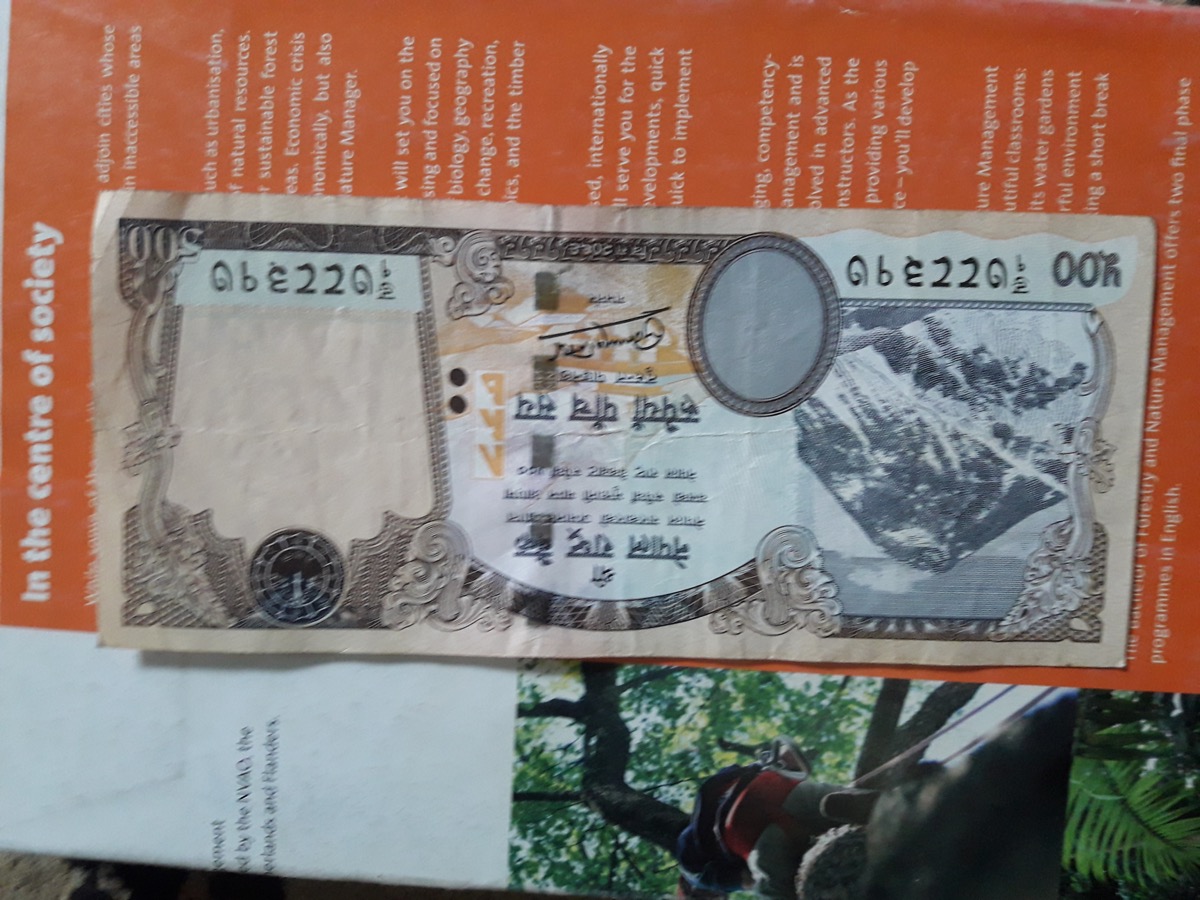 In the centre of society
adjoin cities whose
in inaccessible areas
uch as urbanisation,
f natural resources.
r sustainable forest
eas. Economic crisis
nomically, but also
ature Manager.
will set you on the
sing and focused on
biology, geography
change, recreation,
ics, and the timber
sed, internationally
ll serve you for the
evelopments, quick
uick to implement
ging, competency-
anagement and is
olved in advanced
nstructors. As the
providing various
ce – you'll develop
ure Management
utiful classrooms:
its water gardens
rful environment
ing a short break
The Bachelor of Forestry and Nature Management offers two final phase
programmes in English.
ement
ed by the NVAO, the
erlands and Flanders.
श्री
नेपाल राष्ट्र बैंक
रुपैयाँ पाँच सय
५००
500